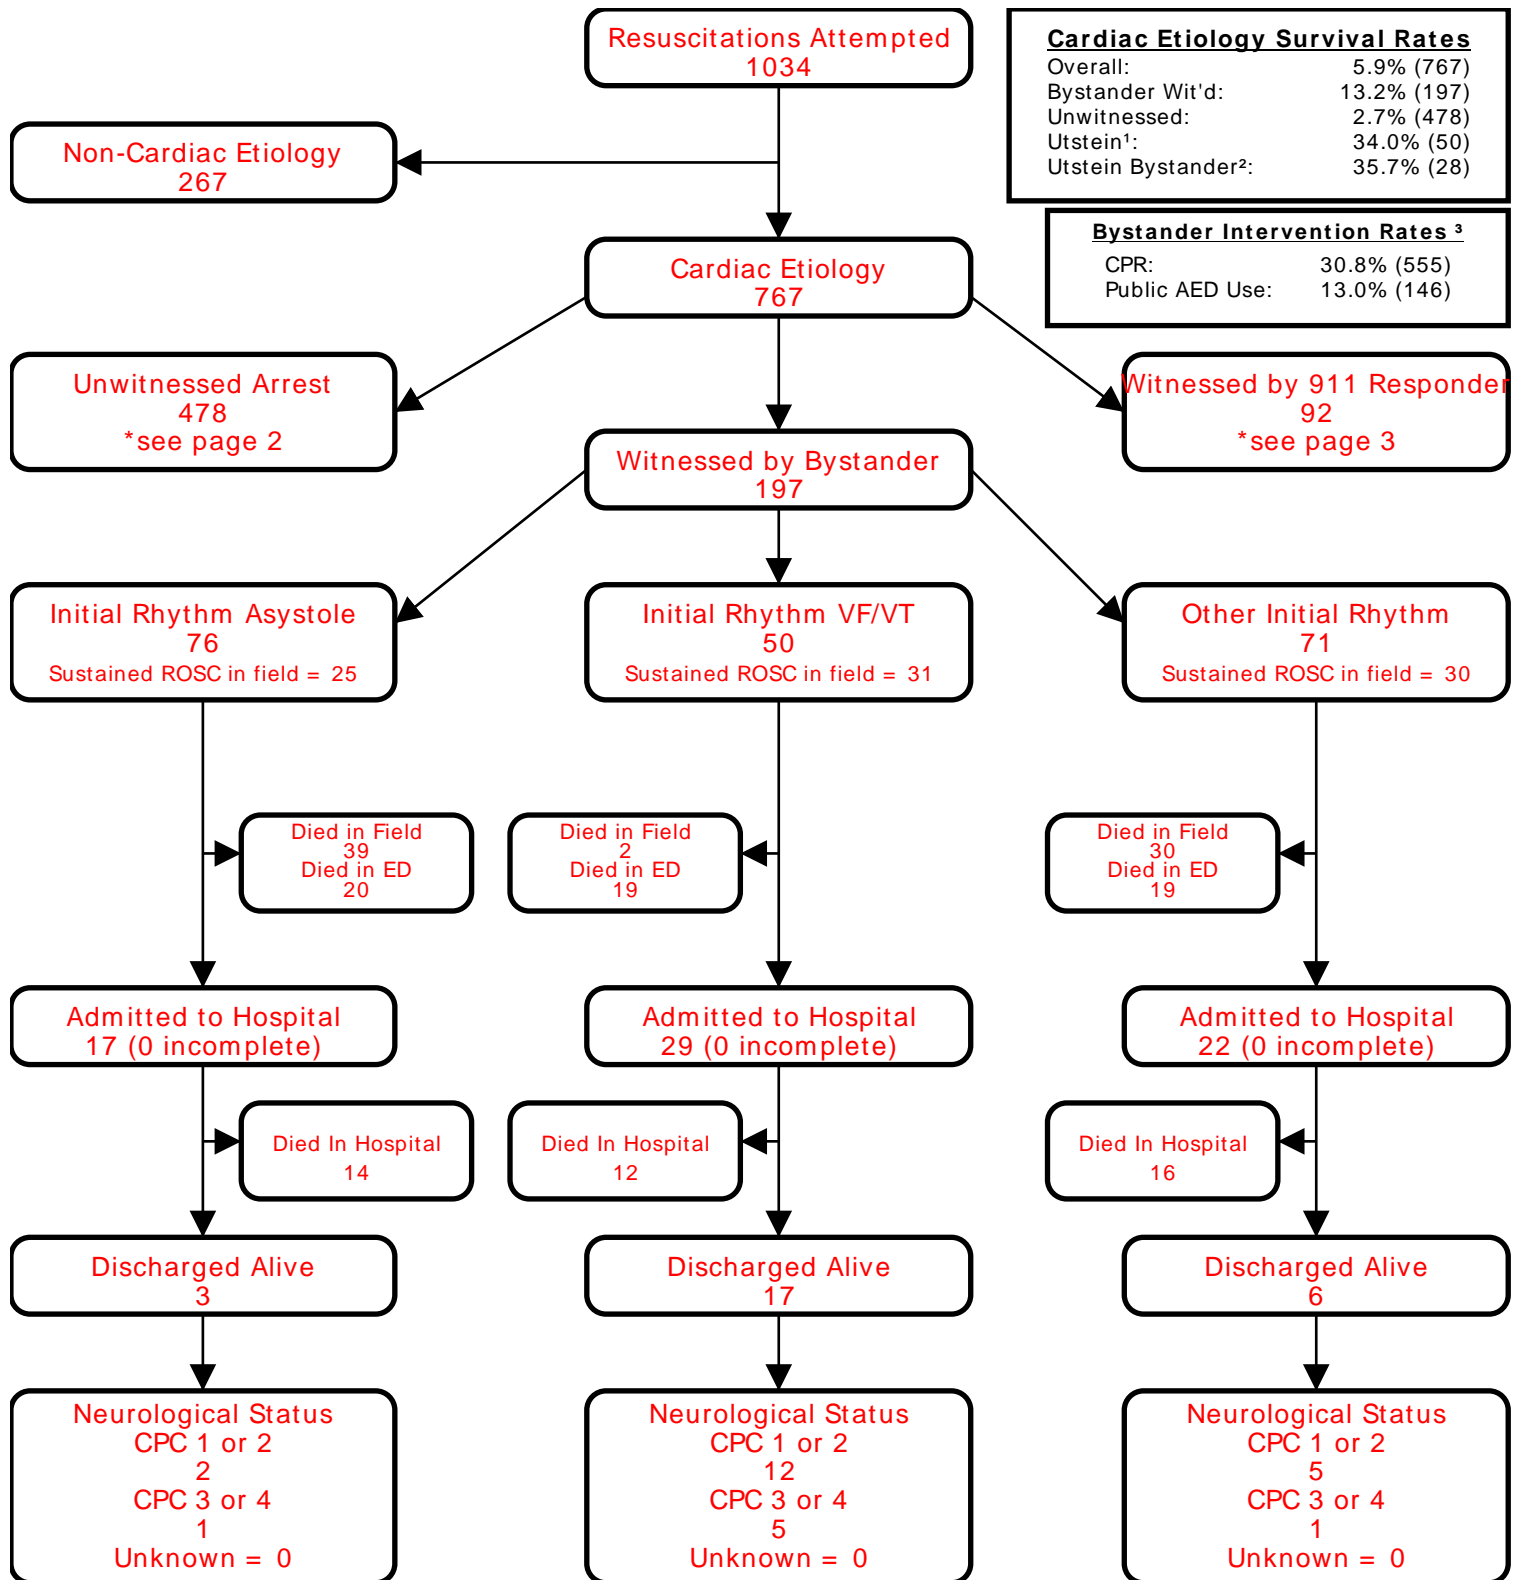 Resuscitations Attempted
1034
Cardiac Etiology Survival Rates
Overall: 5.9% (767)
Bystander Wit'd: 13.2% (197)
Unwitnessed: 2.7% (478)
Utstein¹: 34.0% (50)
Utstein Bystander²: 35.7% (28)
Non-Cardiac Etiology
267
Bystander Intervention Rates ³
CPR: 30.8% (555)
Public AED Use: 13.0% (146)
Cardiac Etiology
767
Unwitnessed Arrest
478
*see page 2
Witnessed by 911 Responder
92
*see page 3
Witnessed by Bystander
197
Initial Rhythm Asystole
76
Sustained ROSC in field = 25
Initial Rhythm VF/VT
50
Sustained ROSC in field = 31
Other Initial Rhythm
71
Sustained ROSC in field = 30
Died in Field
39
Died in ED
20
Died in Field
2
Died in ED
19
Died in Field
30
Died in ED
19
Admitted to Hospital
17 (0 incomplete)
Admitted to Hospital
29 (0 incomplete)
Admitted to Hospital
22 (0 incomplete)
Died In Hospital
14
Died In Hospital
12
Died In Hospital
16
Discharged Alive
3
Discharged Alive
17
Discharged Alive
6
Neurological Status
CPC 1 or 2
2
CPC 3 or 4
1
Unknown = 0
Neurological Status
CPC 1 or 2
12
CPC 3 or 4
5
Unknown = 0
Neurological Status
CPC 1 or 2
5
CPC 3 or 4
1
Unknown = 0